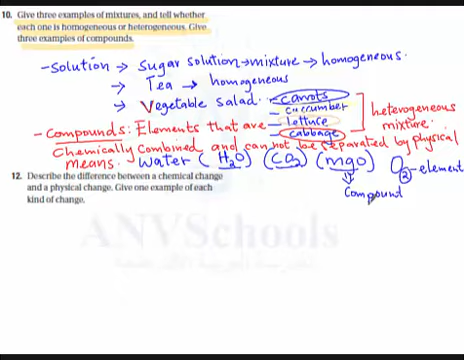 10. Give three examples of mixtures, and tell whether
each one is homogeneous or heterogeneous. Give
three examples of compounds.
-Solution → Sugar solution→mixture → homogeneous.
→ Tea → homogeneous
→ Vegetable salad. - carrots
- cucumber
- lettuce
- cabbage
heterogeneous
mixture.
- Compounds: Elements that are
Chemically combined and can not be separated by physical
means. Water (H₂O) (CO₂) (mgo) O₂-element
↓
Compound
12. Describe the difference between a chemical change
and a physical change. Give one example of each
kind of change.
ANVSchools